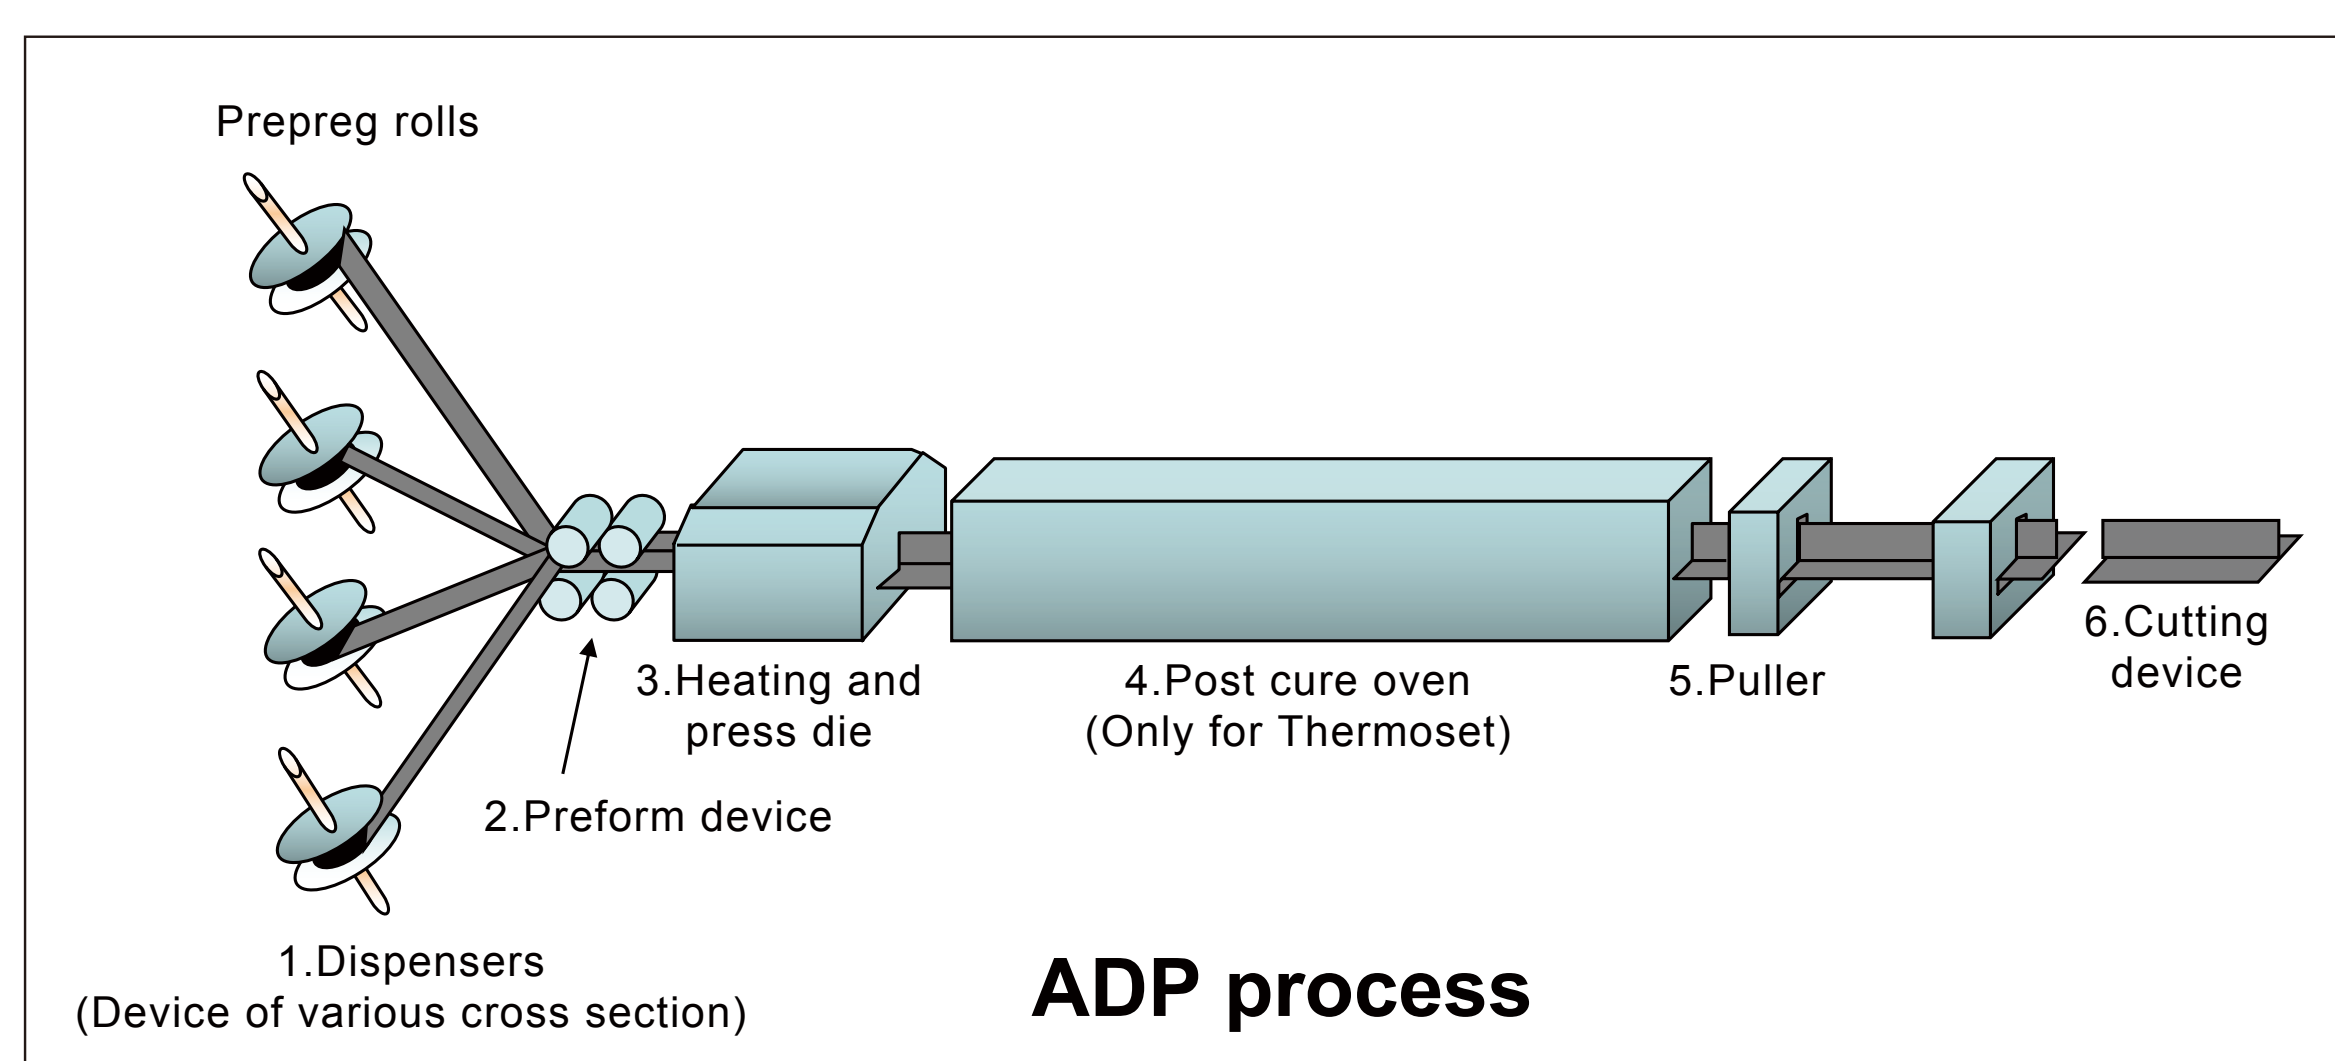 Prepreg rolls
3.Heating and
press die
4.Post cure oven
(Only for Thermoset)
5.Puller
6.Cutting
device
2.Preform device
1.Dispensers
(Device of various cross section)
ADP process